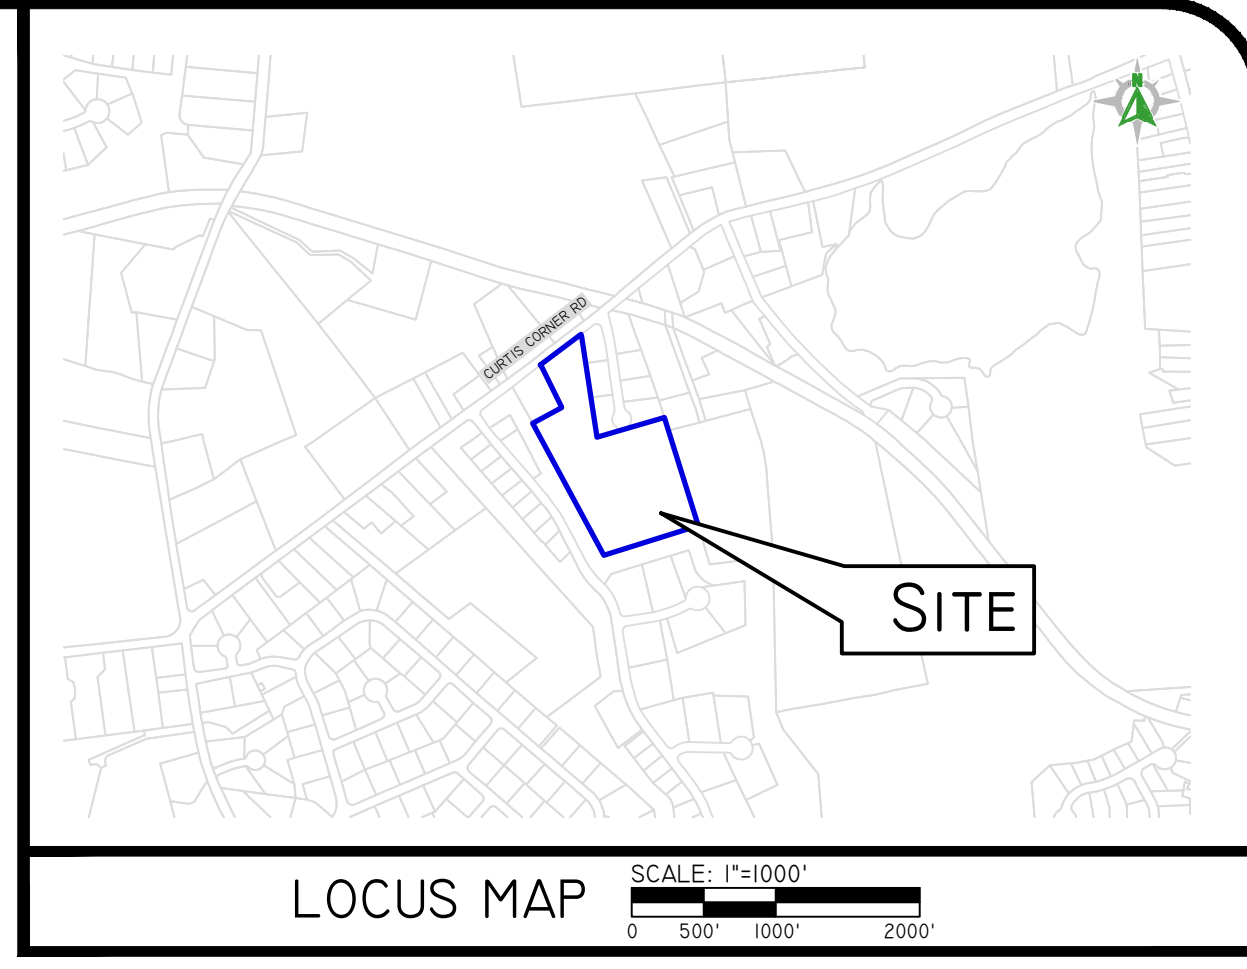 N
CURTIS CORNER RD
SITE
LOCUS MAP
SCALE: 1"=1000'
0 500' 1000' 2000'